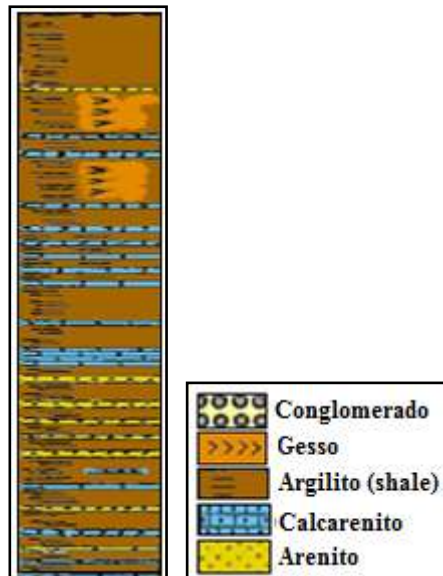 Conglomerado
Gesso
Argilito (shale)
Calcarenito
Arenito